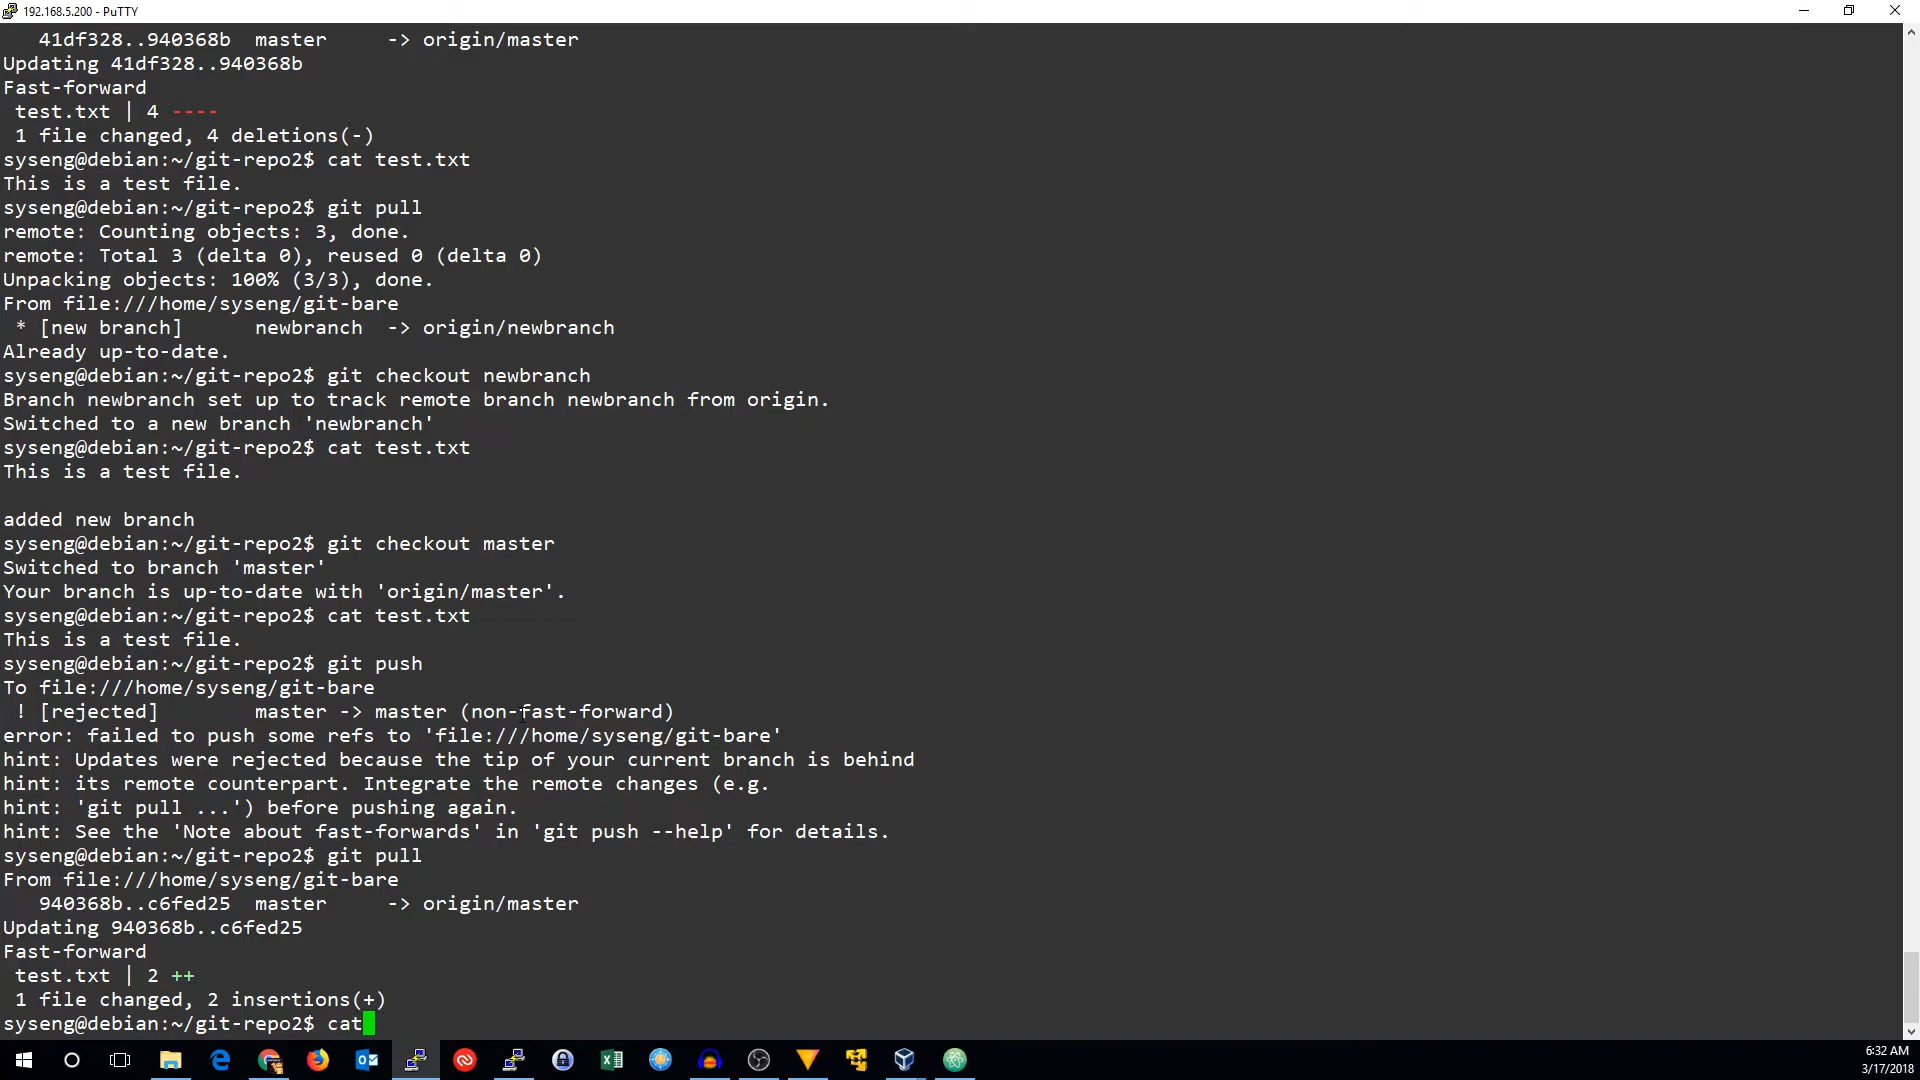 192.168.5.200 - PuTTY
41df328..940368b  master     -> origin/master
Updating 41df328..940368b
Fast-forward
test.txt | 4 ----
1 file changed, 4 deletions(-)
syseng@debian:~/git-repo2$ cat test.txt
This is a test file.
syseng@debian:~/git-repo2$ git pull
remote: Counting objects: 3, done.
remote: Total 3 (delta 0), reused 0 (delta 0)
Unpacking objects: 100% (3/3), done.
From file:///home/syseng/git-bare
* [new branch]      newbranch  -> origin/newbranch
Already up-to-date.
syseng@debian:~/git-repo2$ git checkout newbranch
Branch newbranch set up to track remote branch newbranch from origin.
Switched to a new branch 'newbranch'
syseng@debian:~/git-repo2$ cat test.txt
This is a test file.

added new branch
syseng@debian:~/git-repo2$ git checkout master
Switched to branch 'master'
Your branch is up-to-date with 'origin/master'.
syseng@debian:~/git-repo2$ cat test.txt
This is a test file.
syseng@debian:~/git-repo2$ git push
To file:///home/syseng/git-bare
! [rejected]        master -> master (non-fast-forward)
error: failed to push some refs to 'file:///home/syseng/git-bare'
hint: Updates were rejected because the tip of your current branch is behind
hint: its remote counterpart. Integrate the remote changes (e.g.
hint: 'git pull ...') before pushing again.
hint: See the 'Note about fast-forwards' in 'git push --help' for details.
syseng@debian:~/git-repo2$ git pull
From file:///home/syseng/git-bare
940368b..c6fed25  master     -> origin/master
Updating 940368b..c6fed25
Fast-forward
test.txt | 2 ++
1 file changed, 2 insertions(+)
syseng@debian:~/git-repo2$ cat
6:32 AM
3/17/2018